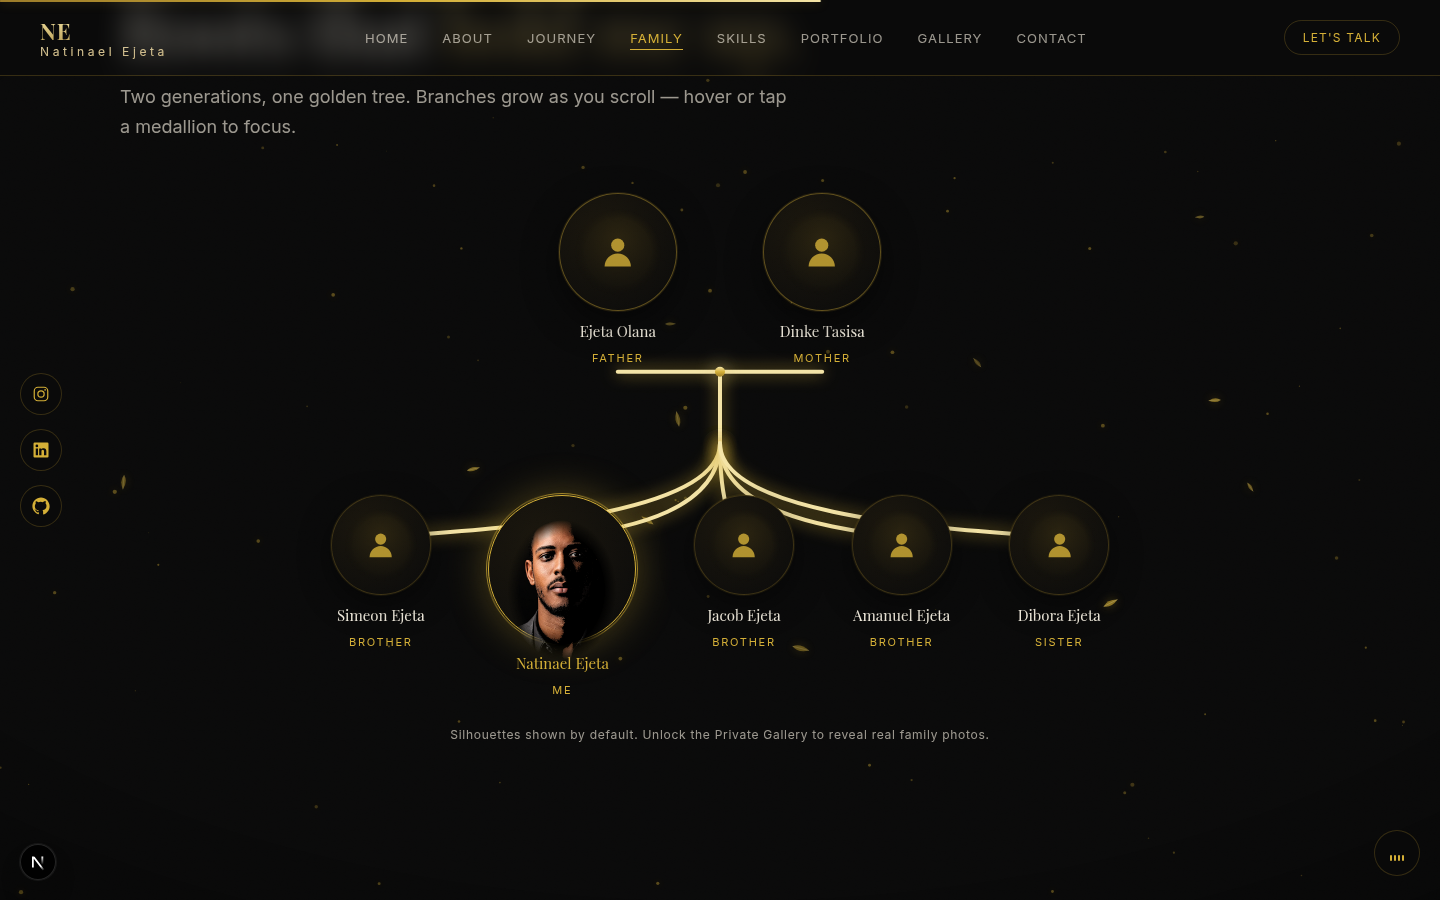 NE
Natinael Ejeta
HOME ABOUT JOURNEY FAMILY SKILLS PORTFOLIO GALLERY CONTACT
LET'S TALK
Two generations, one golden tree. Branches grow as you scroll — hover or tap
a medallion to focus.
Ejeta Olana
FATHER
Dinke Tasisa
MOTHER
Simeon Ejeta
BROTHER
Natinael Ejeta
ME
Jacob Ejeta
BROTHER
Amanuel Ejeta
BROTHER
Dibora Ejeta
SISTER
Silhouettes shown by default. Unlock the Private Gallery to reveal real family photos.